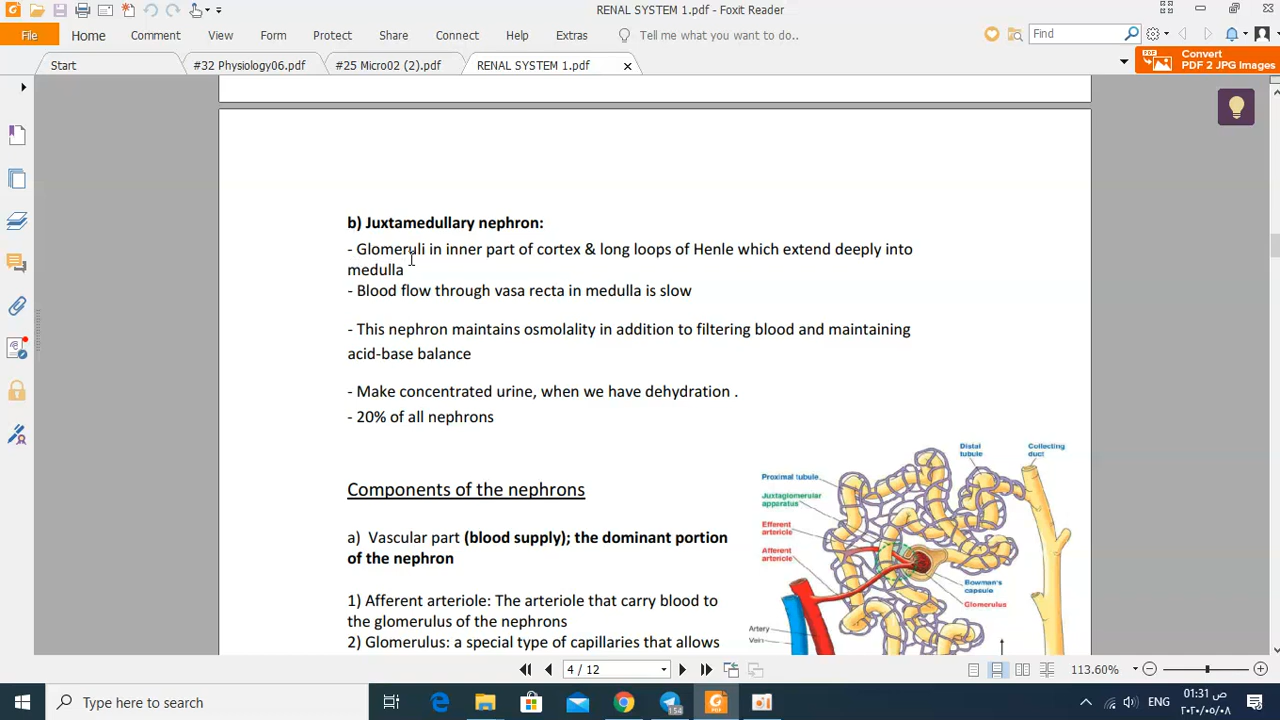 RENAL SYSTEM 1.pdf - Foxit Reader
File Home Comment View Form Protect Share Connect Help Extras Tell me what you want to do.. Find
Convert
PDF 2 JPG Images
Start #32 Physiology06.pdf #25 Micro02 (2).pdf RENAL SYSTEM 1.pdf
b) Juxtamedullary nephron:
- Glomeruli in inner part of cortex & long loops of Henle which extend deeply into
medulla
- Blood flow through vasa recta in medulla is slow
- This nephron maintains osmolality in addition to filtering blood and maintaining
acid-base balance
- Make concentrated urine, when we have dehydration .
- 20% of all nephrons
Components of the nephrons
a) Vascular part (blood supply); the dominant portion
of the nephron
1) Afferent arteriole: The arteriole that carry blood to
the glomerulus of the nephrons
2) Glomerulus: a special type of capillaries that allows
Distal
tubule
Collecting
duct
Proximal tubule
Juxtaglomerular
apparatus
Efferent
artericle
Afferent
artericle
Bowman's
capsule
Glomerulus
Artery
Vein
4 / 12
113.60%
Type here to search
154
PDF
ENG
01:31 ص
٢٠٢٠/٠٥/٠٨